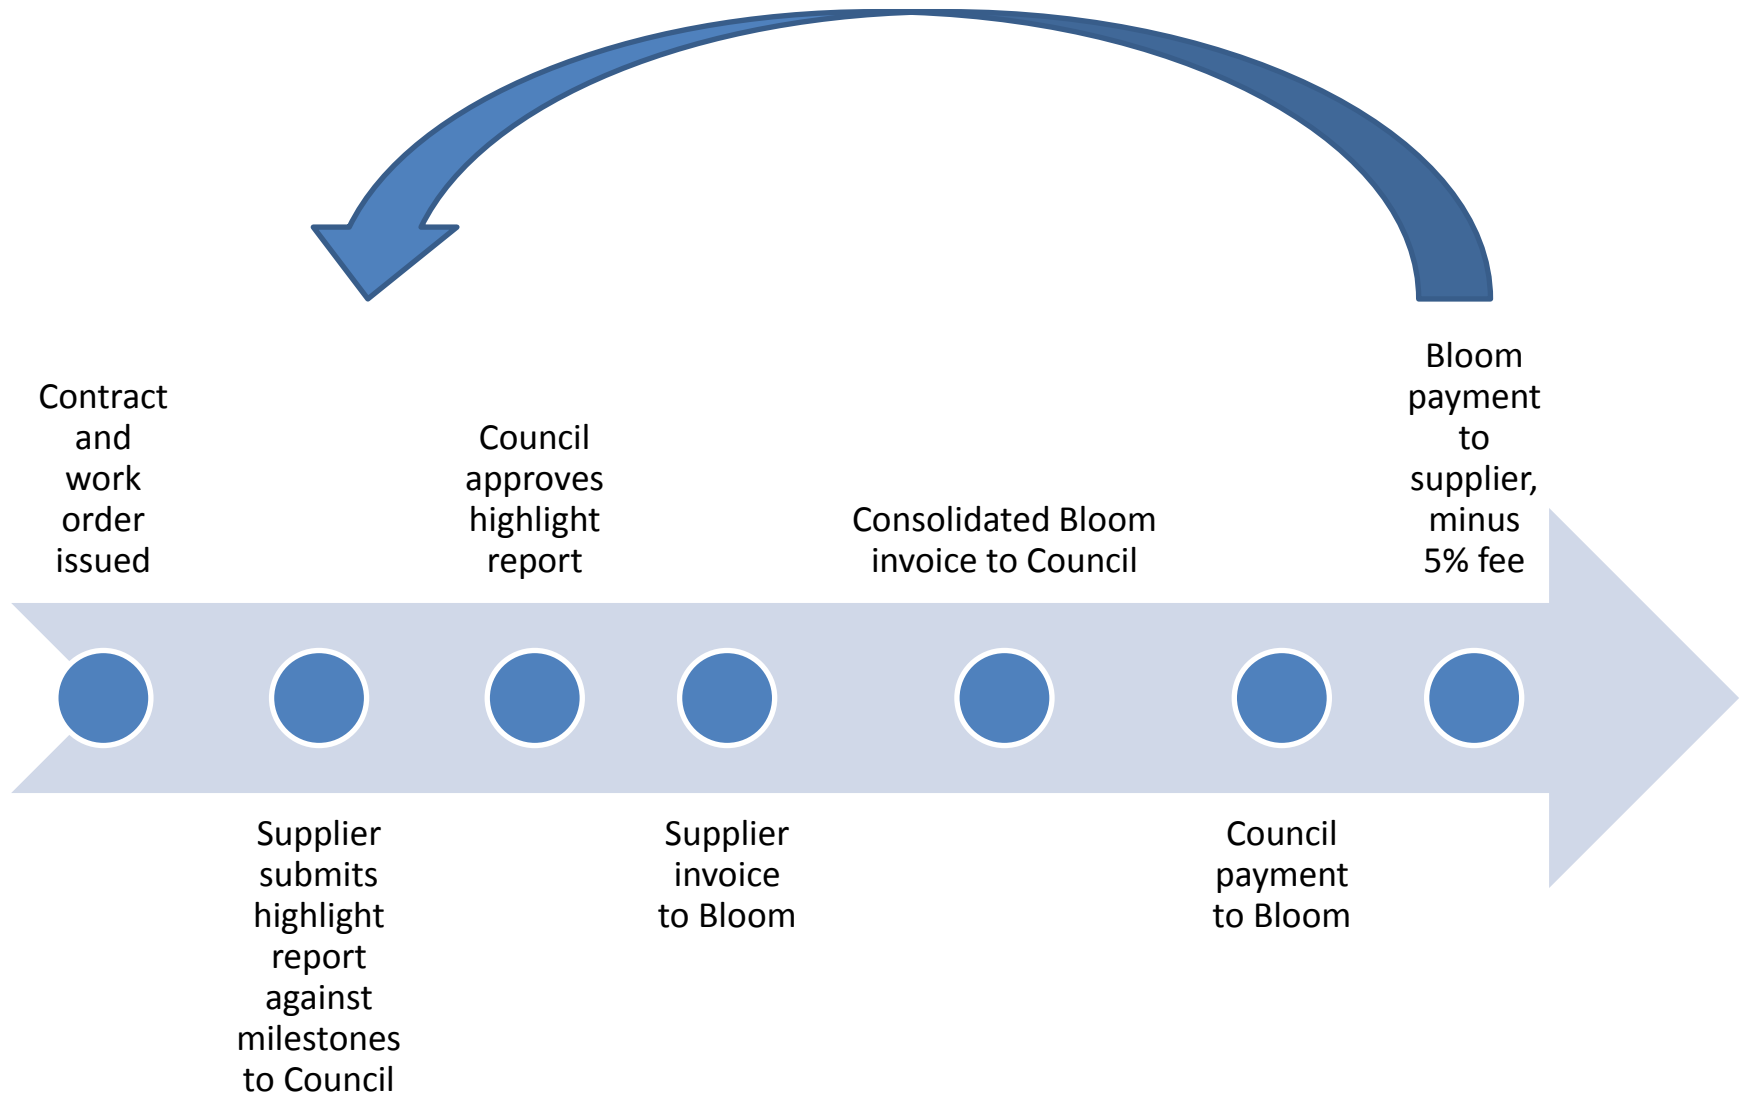 Contract
and
work
order
issued
Supplier
submits
highlight
report
against
milestones
to Council
Council
approves
highlight
report
Supplier
invoice
to Bloom
Consolidated Bloom
invoice to Council
Council
payment
to Bloom
Bloom
payment
to
supplier,
minus
5% fee